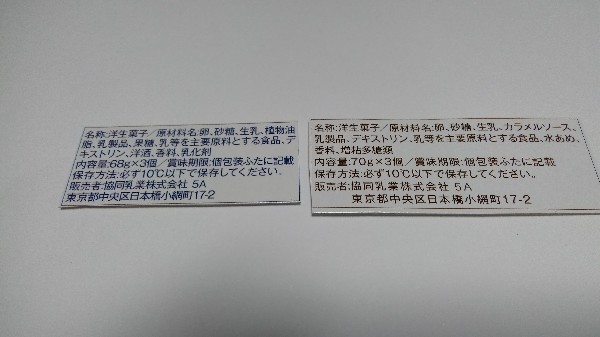 名称:洋生菓子/原材料名:卵、砂糖、生乳、植物油
脂、乳製品、果糖、乳等を主要原料とする食品、デ
キストリン、洋酒、香料、乳化剤
内容量:68g×3個/賞味期限:個包装ふたに記載
保存方法:必ず10℃以下で保存してください。
販売者:協同乳業株式会社 5A
東京都中央区日本橋小網町17-2
名称:洋生菓子/原材料名:卵、砂糖、生乳、カラメルソース、
乳製品、デキストリン、乳等を主要原料とする食品、水あめ、
香料、増粘多糖類
内容量:70g×3個/賞味期限:個包装ふたに記載
保存方法:必ず10℃以下で保存してください。
販売者:協同乳業株式会社 5A
東京都中央区日本橋小網町17-2